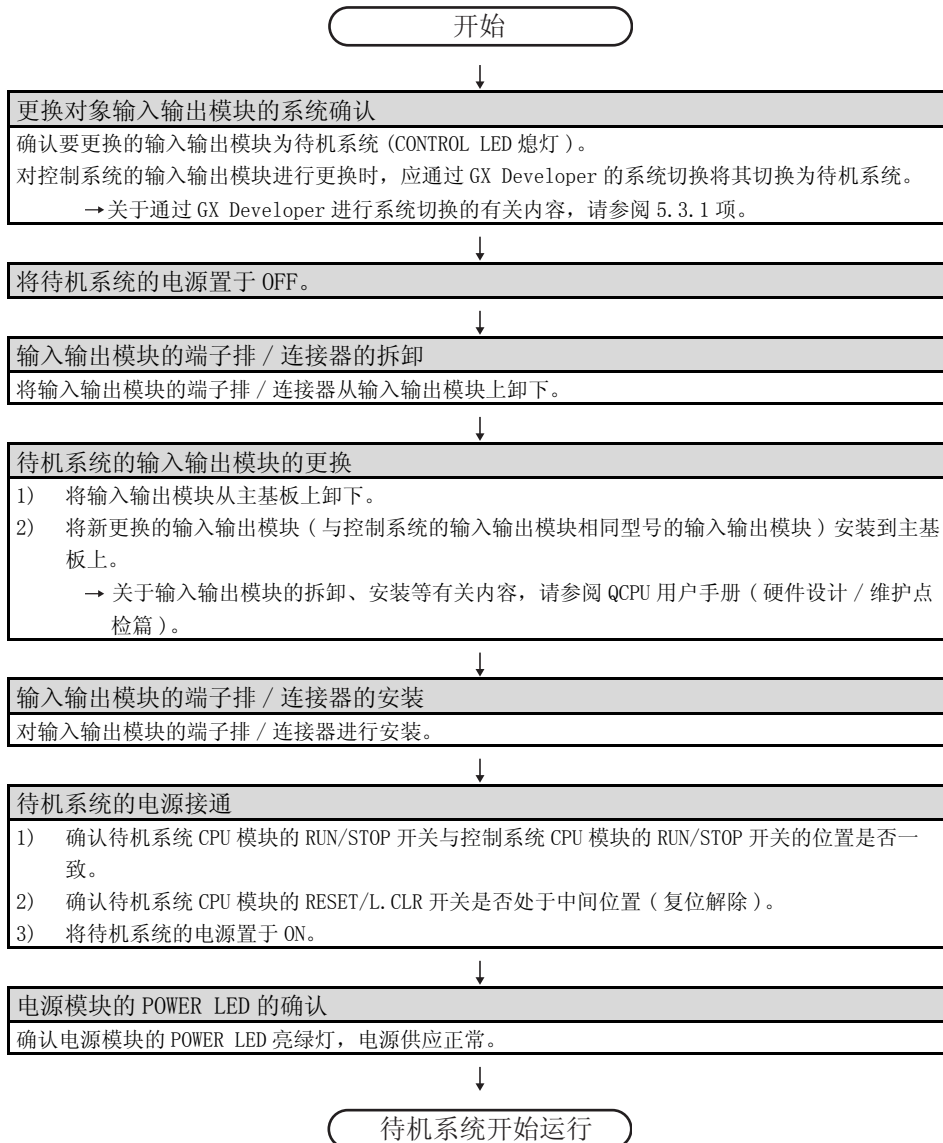 开始
更换对象输入输出模块的系统确认
确认要更换的输入输出模块为待机系统 (CONTROL LED 熄灯 )。
对控制系统的输入输出模块进行更换时，应通过 GX Developer 的系统切换将其切换为待机系统。
→关于通过 GX Developer 进行系统切换的有关内容，请参阅 5.3.1 项。
将待机系统的电源置于 OFF。
输入输出模块的端子排 / 连接器的拆卸
将输入输出模块的端子排 / 连接器从输入输出模块上卸下。
待机系统的输入输出模块的更换
1) 将输入输出模块从主基板上卸下。
2) 将新更换的输入输出模块 ( 与控制系统的输入输出模块相同型号的输入输出模块 ) 安装到主基
板上。
→ 关于输入输出模块的拆卸、安装等有关内容，请参阅 QCPU 用户手册 ( 硬件设计 / 维护点
检篇 )。
输入输出模块的端子排 / 连接器的安装
对输入输出模块的端子排 / 连接器进行安装。
待机系统的电源接通
1) 确认待机系统 CPU 模块的 RUN/STOP 开关与控制系统 CPU 模块的 RUN/STOP 开关的位置是否一
致。
2) 确认待机系统 CPU 模块的 RESET/L.CLR 开关是否处于中间位置 ( 复位解除 )。
3) 将待机系统的电源置于 ON。
电源模块的 POWER LED 的确认
确认电源模块的 POWER LED 亮绿灯，电源供应正常。
待机系统开始运行